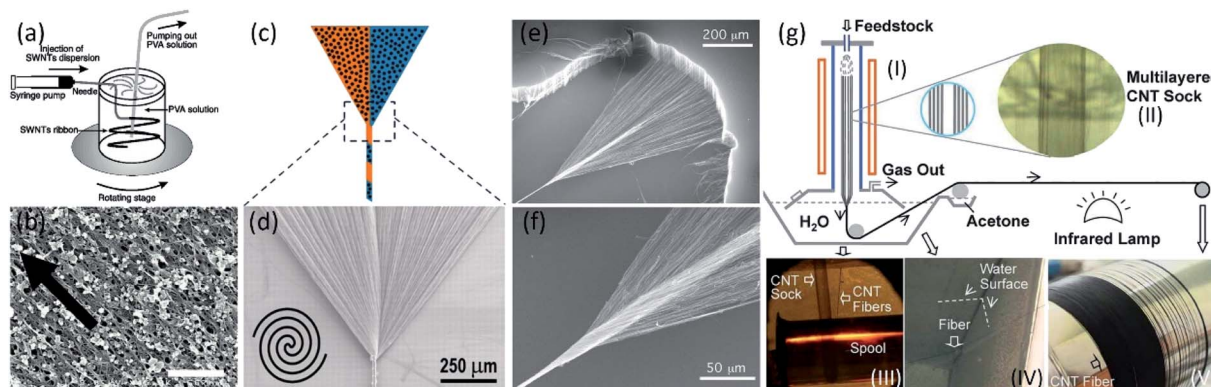 (a)
Pumping out
PVA solution
Injection of
SWNTs dispersion
Syringe pump
Needle
PVA solution
SWNTs ribbon
Rotating stage
(b)
(c)
(d)
250 μm
(e)
200 μm
(f)
50 μm
(g)
Feedstock
(I)
Multilayered
CNT Sock
(II)
Gas Out
H2O
Acetone
Infrared Lamp
CNT
Sock
CNT
Fibers
Spool
(III)
Water
Surface
Fiber
(IV)
CNT Fiber
(V)